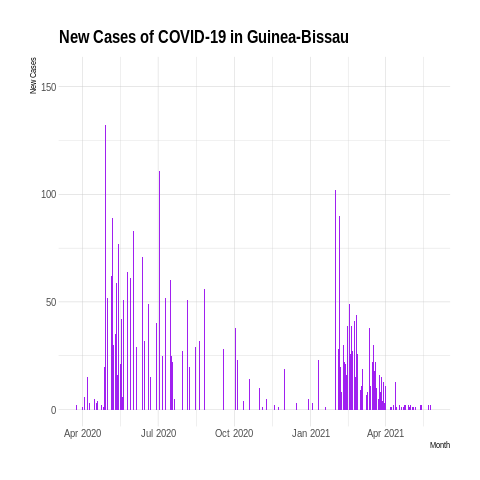 New Cases of COVID-19 in Guinea-Bissau
New Cases
150
100
50
0
Apr 2020 Jul 2020 Oct 2020 Jan 2021 Apr 2021
Month